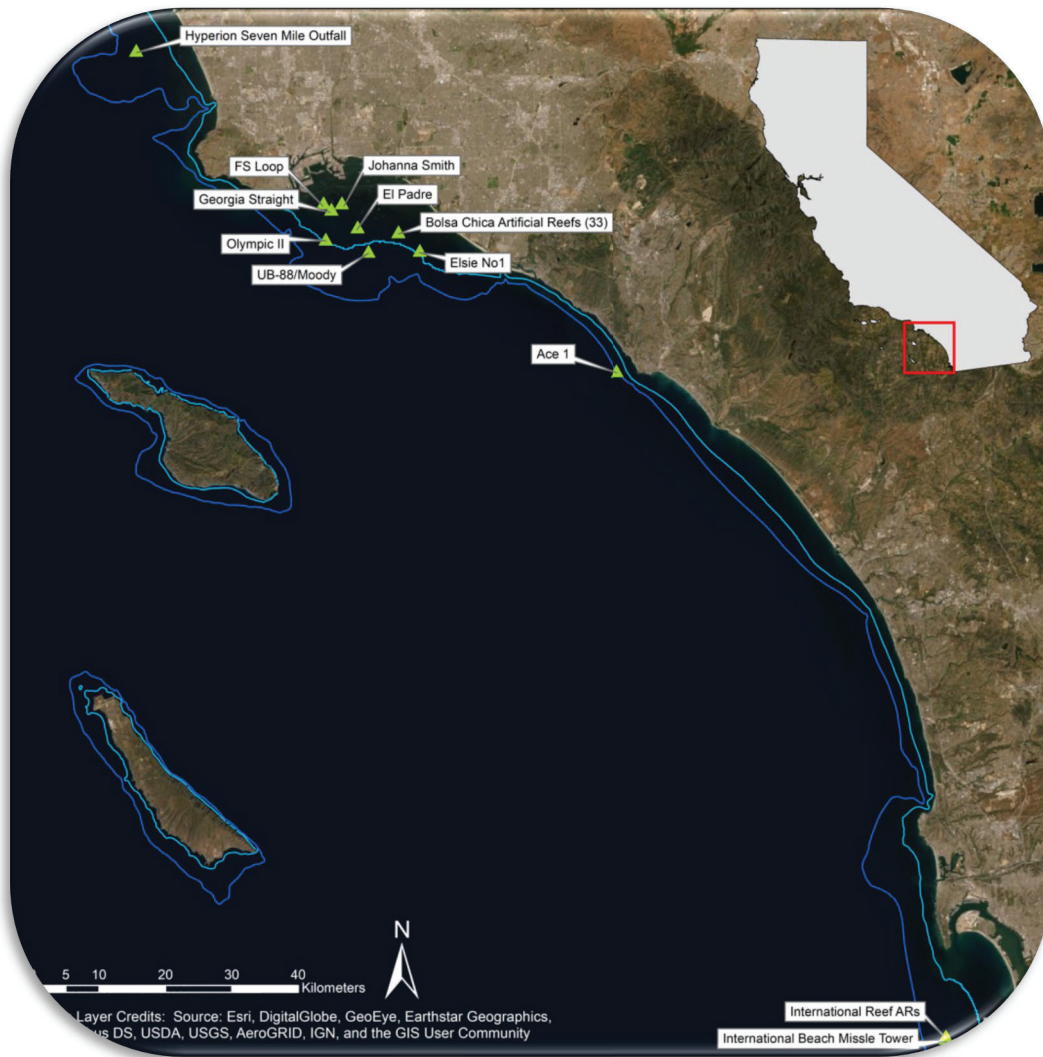 Hyperion Seven Mile Outfall
FS Loop
Johanna Smith
Georgia Straight
El Padre
Bolsa Chica Artificial Reefs (33)
Olympic II
Elsie No1
UB-88/Moody
Ace 1
N
5 10 20 30 40
Kilometers
Layer Credits: Source: Esri, DigitalGlobe, GeoEye, Earthstar Geographics,
DS, USDA, USGS, AeroGRID, IGN, and the GIS User Community
International Reef ARs
International Beach Missle Tower